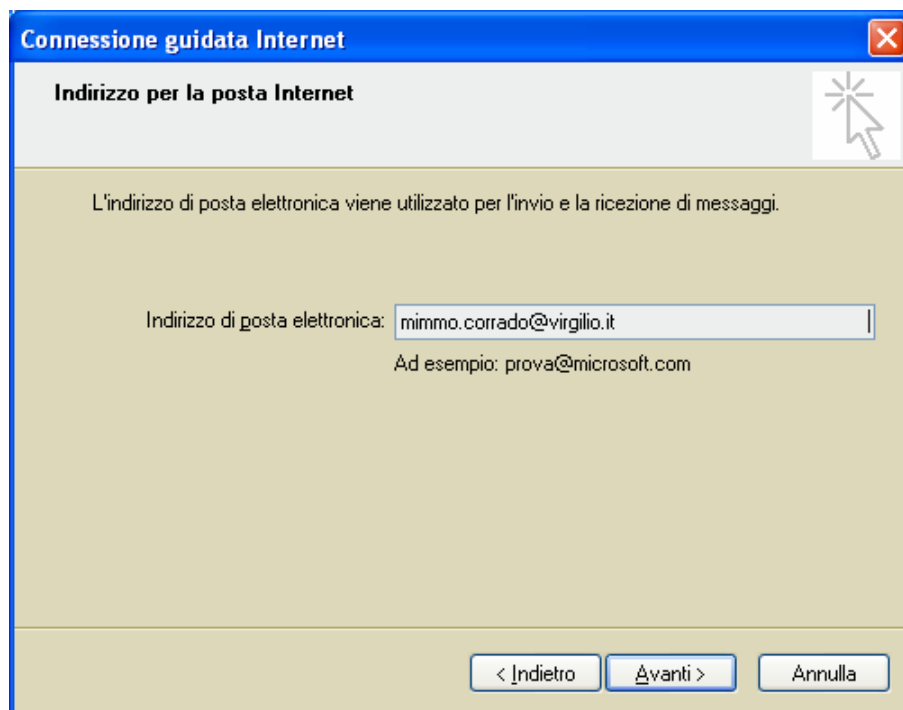 Connessione guidata Internet
Indirizzo per la posta Internet
L'indirizzo di posta elettronica viene utilizzato per l'invio e la ricezione di messaggi.
Indirizzo di posta elettronica: mimmo.corrado@virgilio.it
Ad esempio: prova@microsoft.com
< Indietro Avanti > Annulla